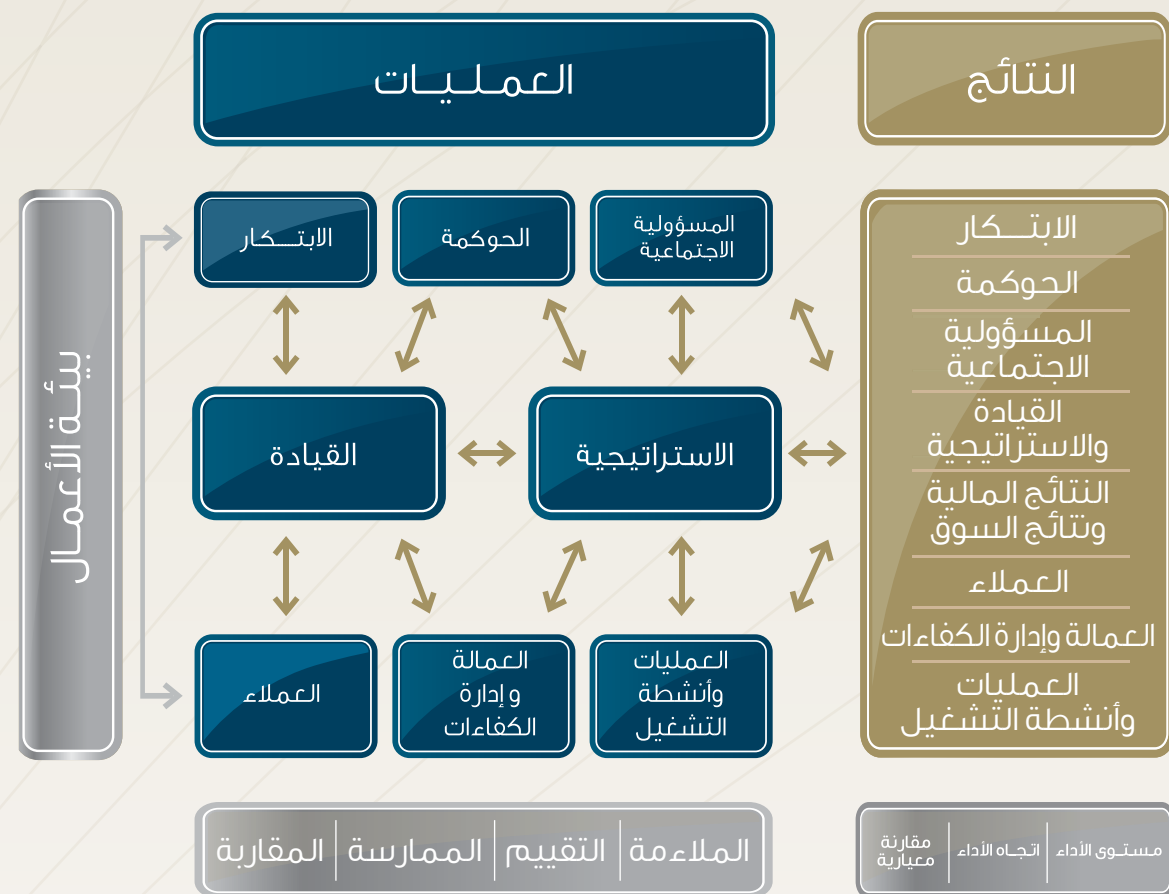 العمليات
النتائج
بيئة الأعمال
الابتكار
الحوكمة
المسؤولية
الاجتماعية
القيادة
الاستراتيجية
العملاء
العمالة
وإدارة
الكفاءات
العمليات
وأنشطة
التشغيل
الابتكار
الحوكمة
المسؤولية
الاجتماعية
القيادة
والاستراتيجية
النتائج المالية
ونتائج السوق
العملاء
العمالة وإدارة الكفاءات
العمليات
وأنشطة التشغيل
الملاءمة
التقييم
الممارسة
المقاربة
مستوى الأداء
اتجاه الأداء
مقارنة
معيارية